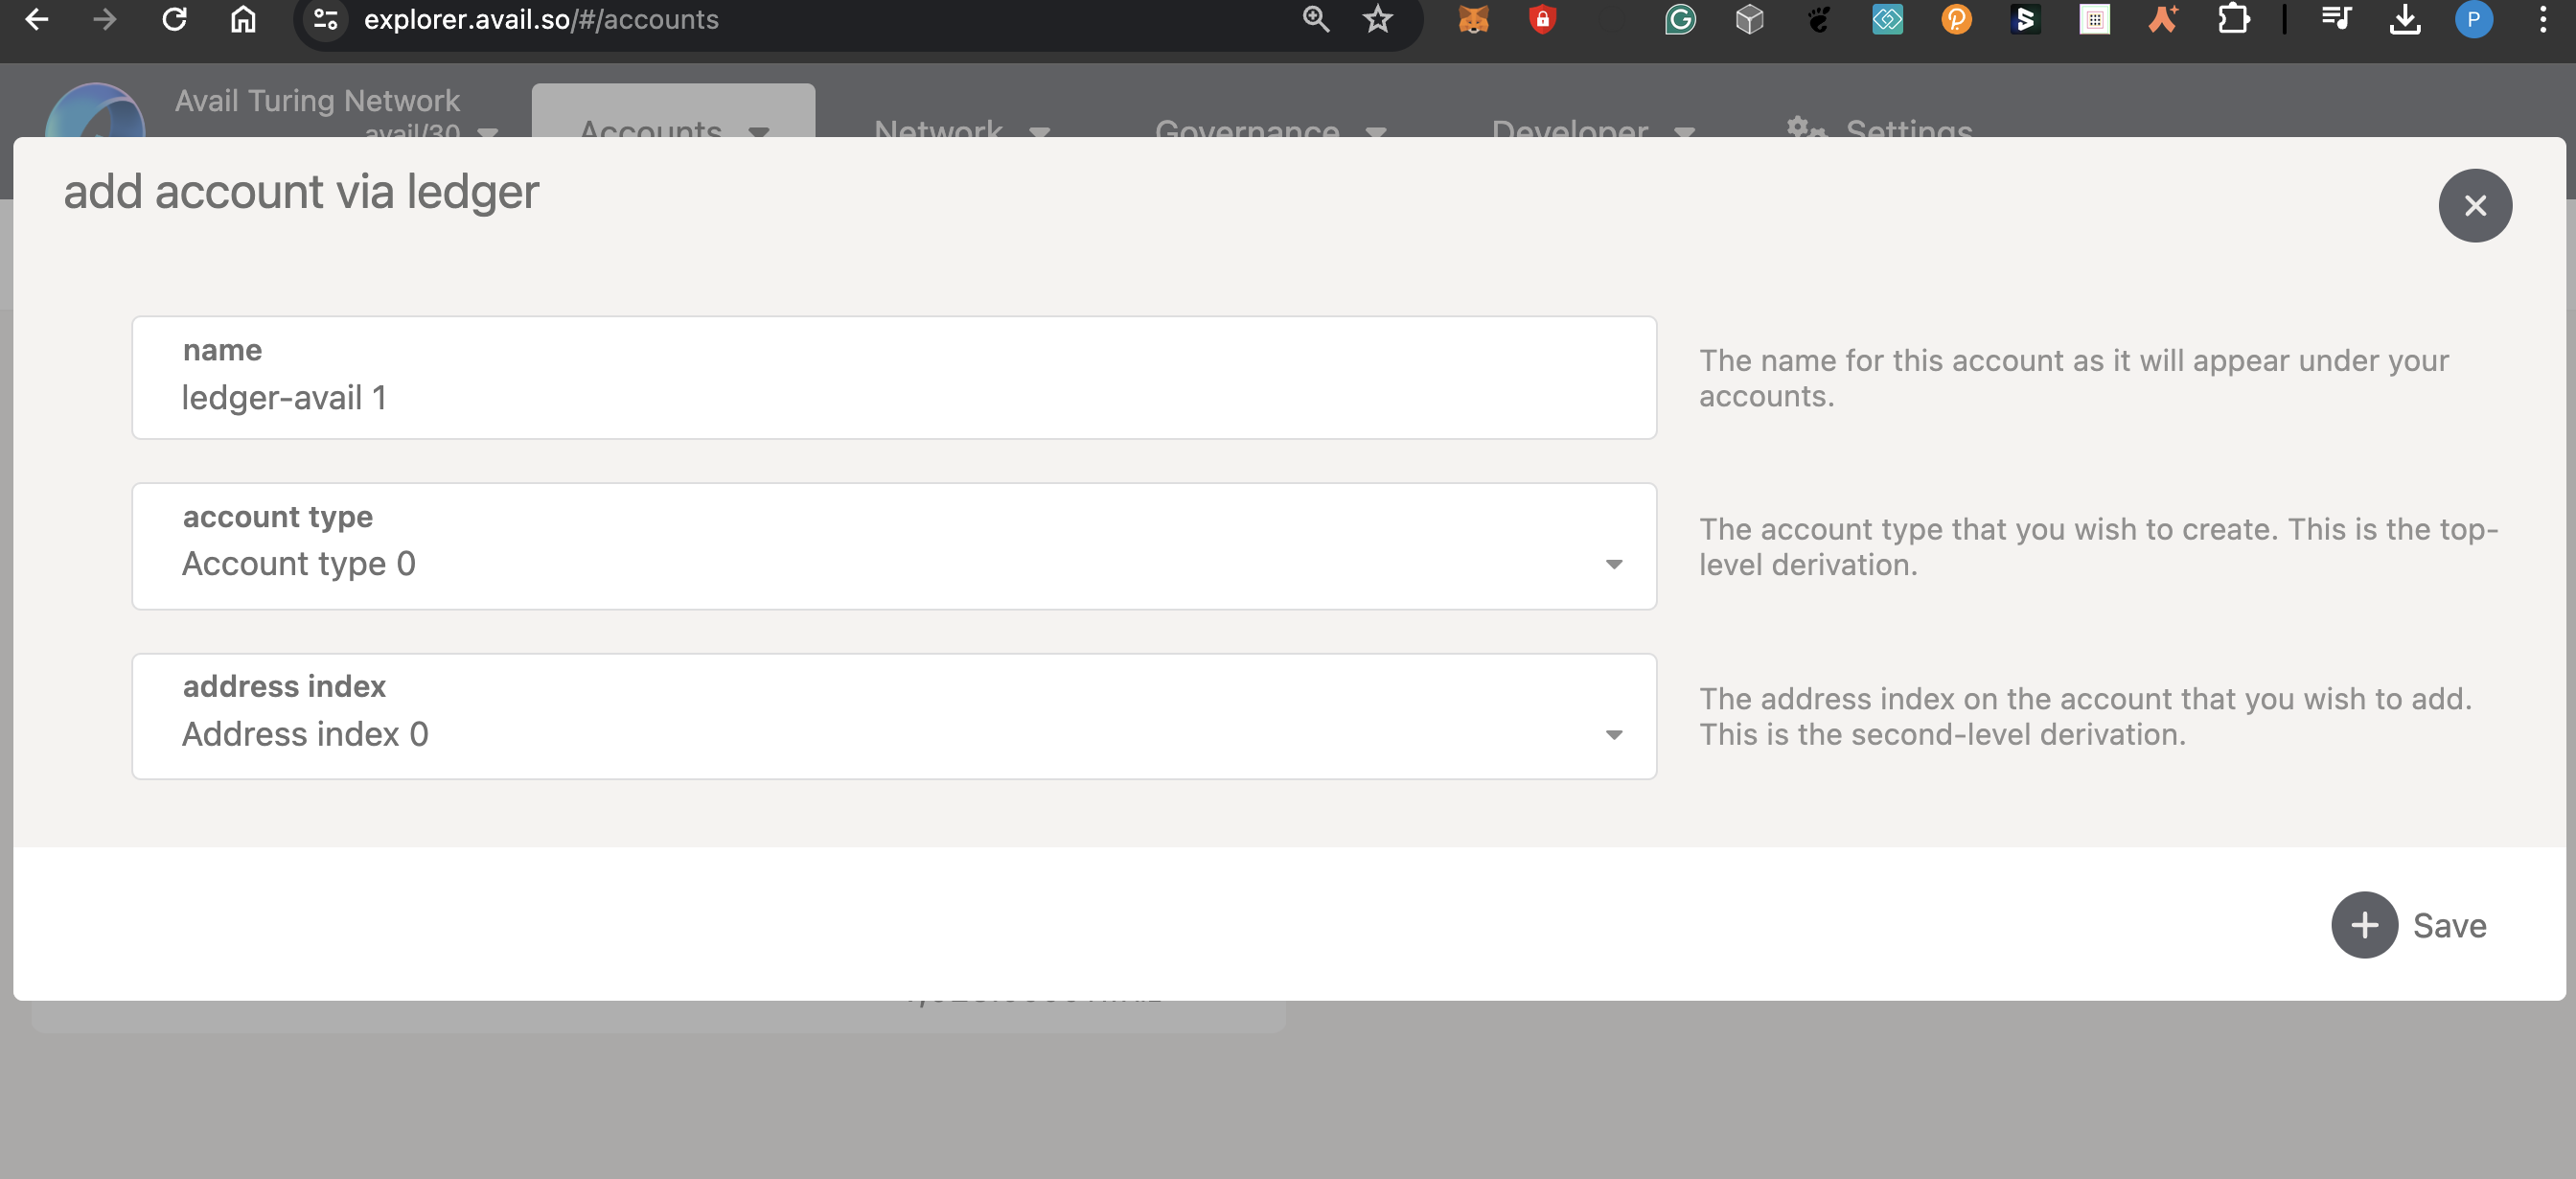 explorer.avail.so/#/accounts
P
Avail Turing Network
avail/30
Accounts
Network
Governance
Developer
Settings
add account via ledger
name
ledger-avail 1
The name for this account as it will appear under your
accounts.
account type
Account type 0
The account type that you wish to create. This is the top-
level derivation.
address index
Address index 0
The address index on the account that you wish to add.
This is the second-level derivation.
Save